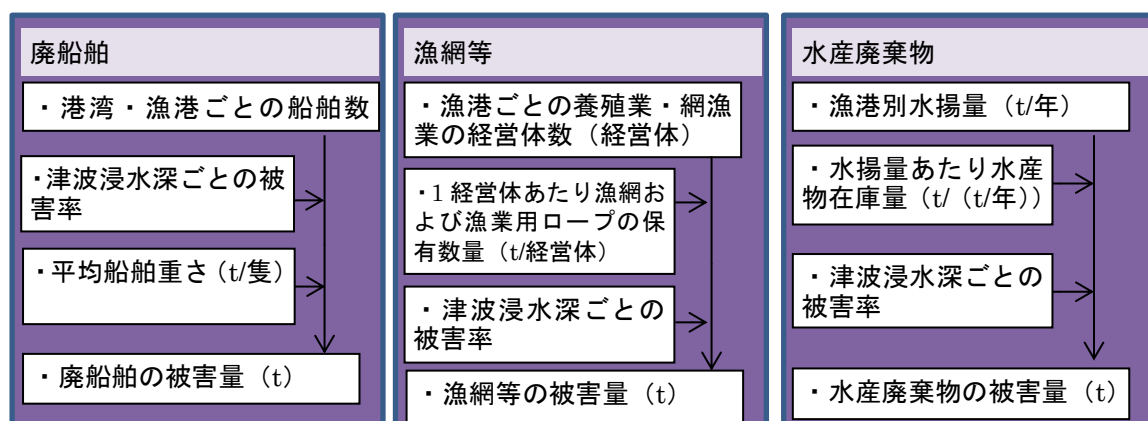 廃船舶
・港湾・漁港ごとの船舶数
・津波浸水深ごとの被
害率
・平均船舶重さ（t/隻）
・廃船舶の被害量（t）
漁網等
・漁港ごとの養殖業・網漁
業の経営体数（経営体）
・1 経営体あたり漁網お
よび漁業用ロープの保
有数量（t/経営体）
・津波浸水深ごとの
被害率
・漁網等の被害量（t）
水産廃棄物
・漁港別水揚量（t/年）
・水揚量あたり水産
物在庫量（t/（t/年））
・津波浸水深ごとの
被害率
・水産廃棄物の被害量（t）